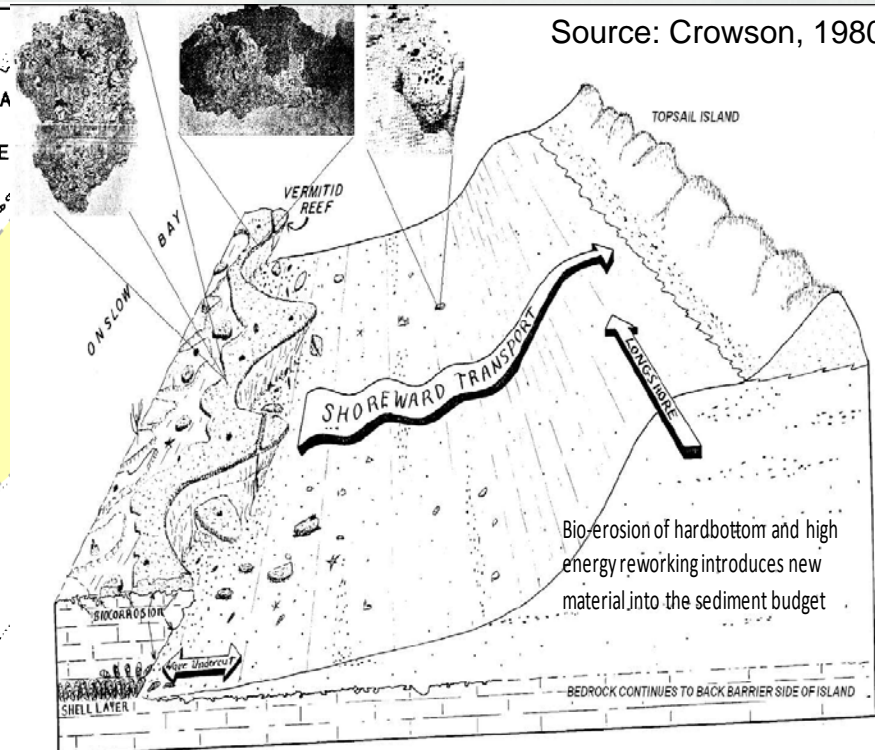 Source: Crowson, 1980
A
E
TOPSAIL ISLAND
VERMITID
REEF
ONSLOW BAY
SHOREWARD TRANSPORT
LONGSHORE
Bio-erosion of hardbottom and high
energy reworking introduces new
material into the sediment budget
BIOCORROSION
Undercut
SHELL LAYER
BEDROCK CONTINUES TO BACK BARRIER SIDE OF ISLAND